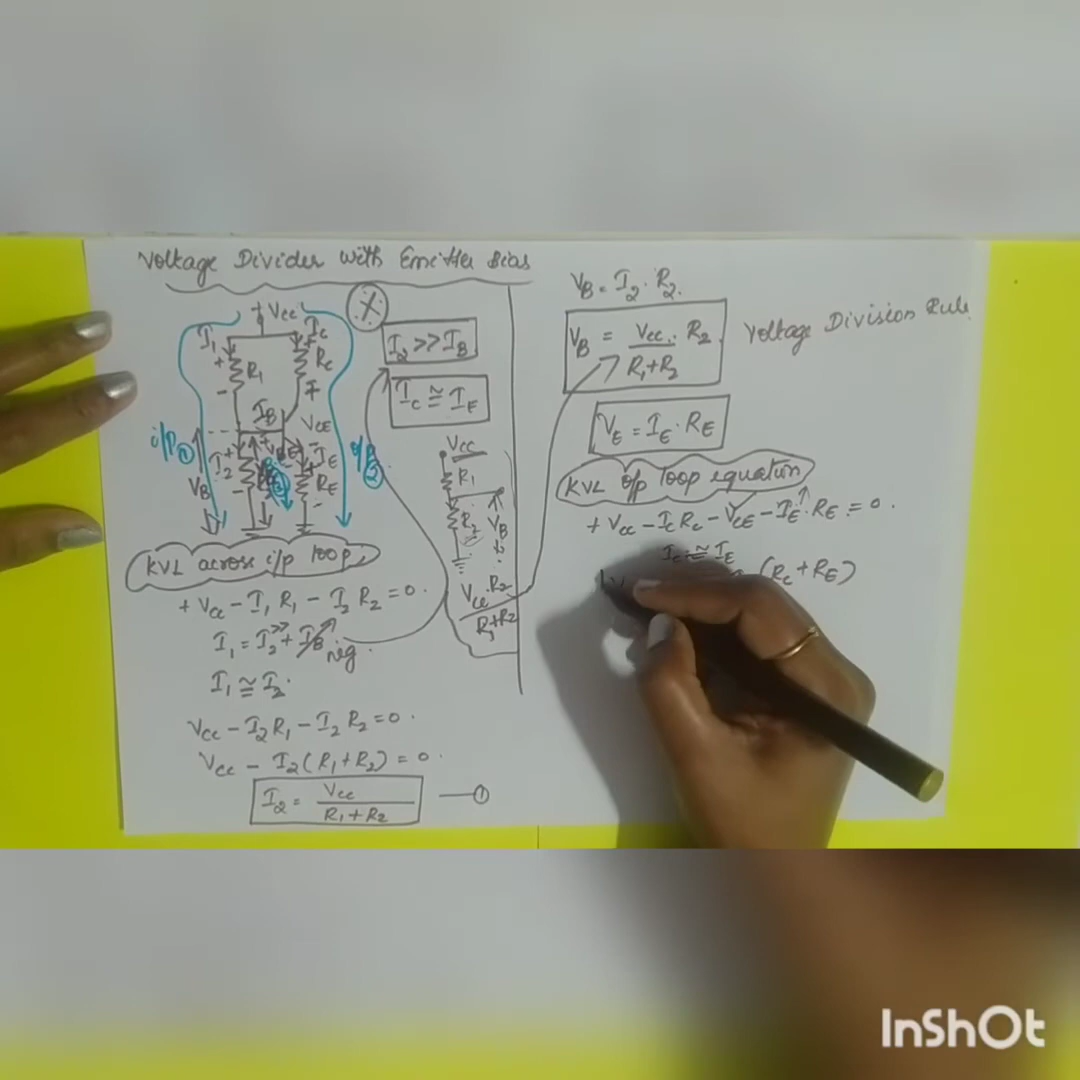 Voltage Divider with Emitter Bias
+Vcc
I1
Ic
+
R1
-
+
Rc
IB
VCE
i/p①
I2
+
-
VB
IE
+
RE
-
o/p
②
X
I2 >> IB
Ic ≅ IE
Vcc
R1
R2
VB
Vcc·R2
R1+R2
KVL across i/p loop
+Vcc - I1 R1 - I2 R2 = 0.
I1 = I2 + IB
neg.
I1 ≅ I2.
Vcc - I2 R1 - I2 R2 = 0.
Vcc - I2 (R1+R2) = 0.
I2 = Vcc
R1+R2
①
VB = I2·R2.
VB = Vcc · R2.
R1+R2
Voltage Division Rule
VE = IE·RE
KVL o/p loop equation
+Vcc - Ic Rc - VCE - IE·RE = 0.
Ic ≅ IE
(Rc+RE)
InShOt